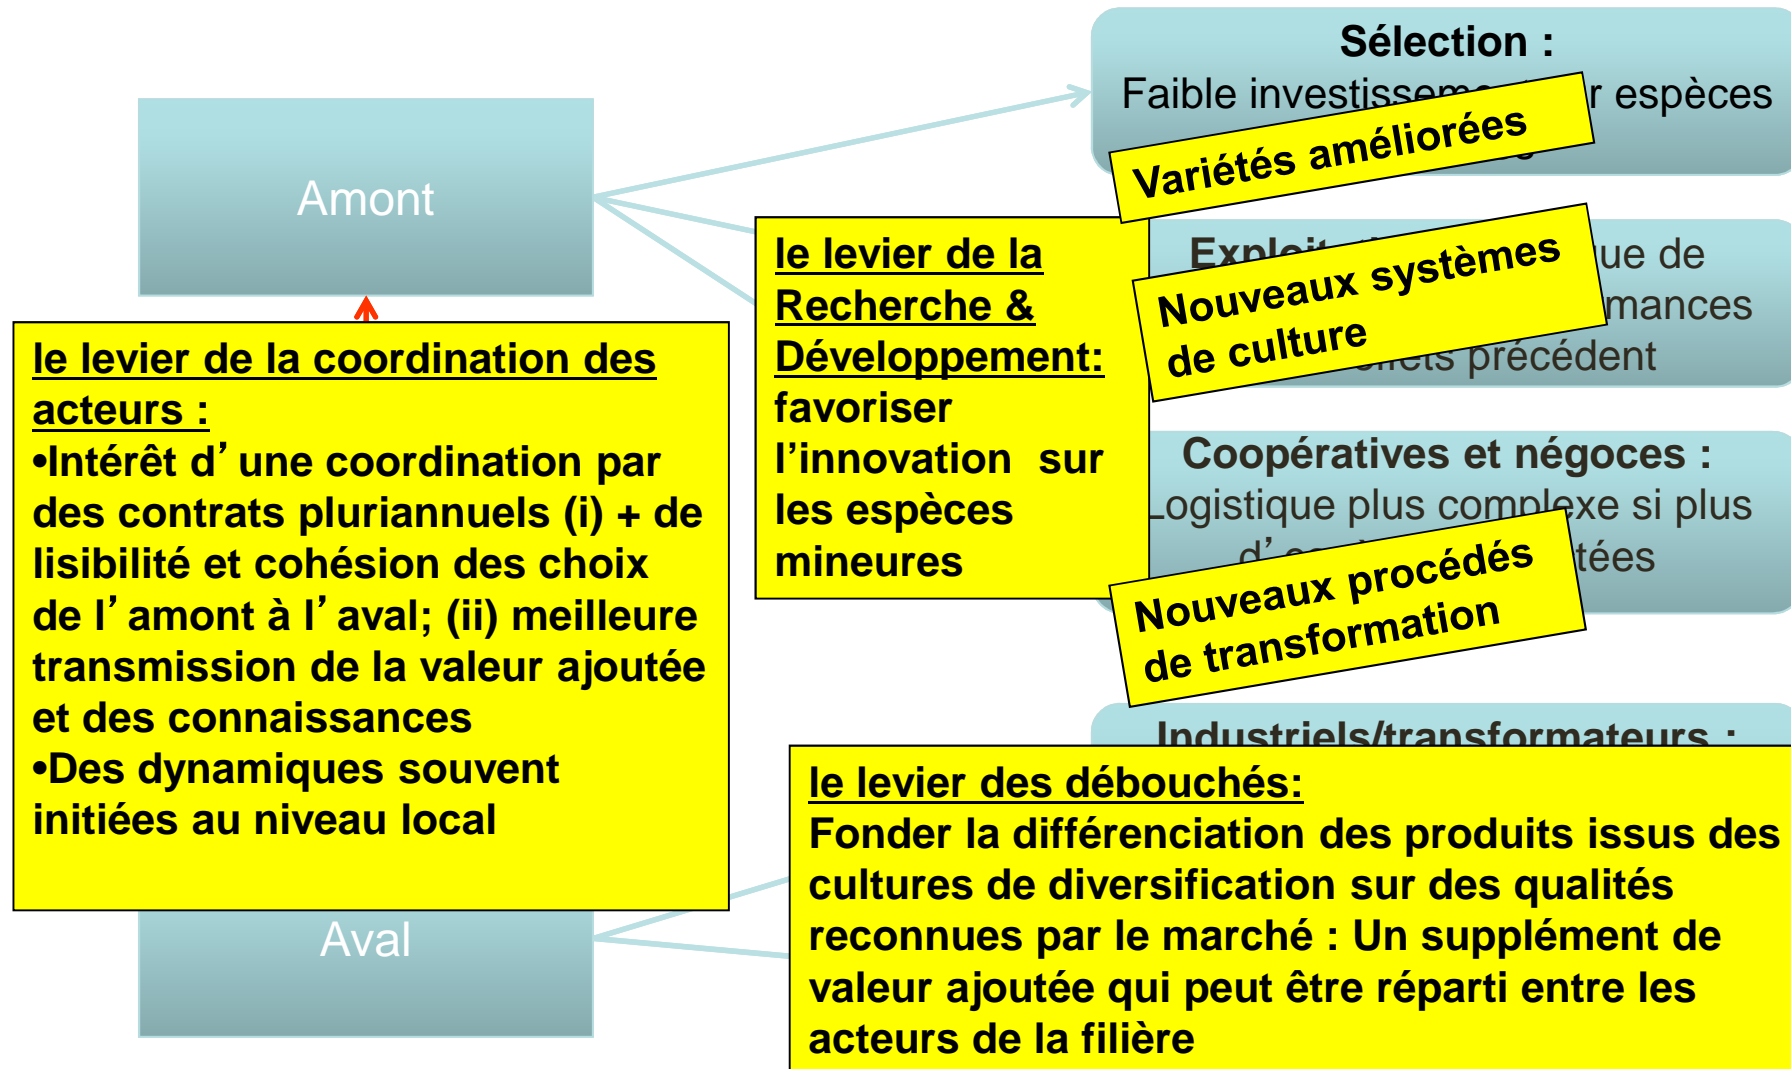 Sélection :
Faible espèces
Variétés améliorées
Amont
le levier de la
Recherche &
Développement:
favoriser
l’innovation sur
les espèces
mineures
de
Nouveaux systèmes
de culture
précédent
le levier de la coordination des
acteurs :
•Intérêt d’une coordination par
des contrats pluriannuels (i) + de
lisibilité et cohésion des choix
de l’amont à l’aval; (ii) meilleure
transmission de la valeur ajoutée
et des connaissances
•Des dynamiques souvent
initiées au niveau local
Coopératives et négoces :
Logistique plus complexe si plus
Nouveaux procédés
de transformation
Industriels/transformateurs :
le levier des débouchés:
Fonder la différenciation des produits issus des
cultures de diversification sur des qualités
reconnues par le marché : Un supplément de
valeur ajoutée qui peut être réparti entre les
acteurs de la filière
Aval